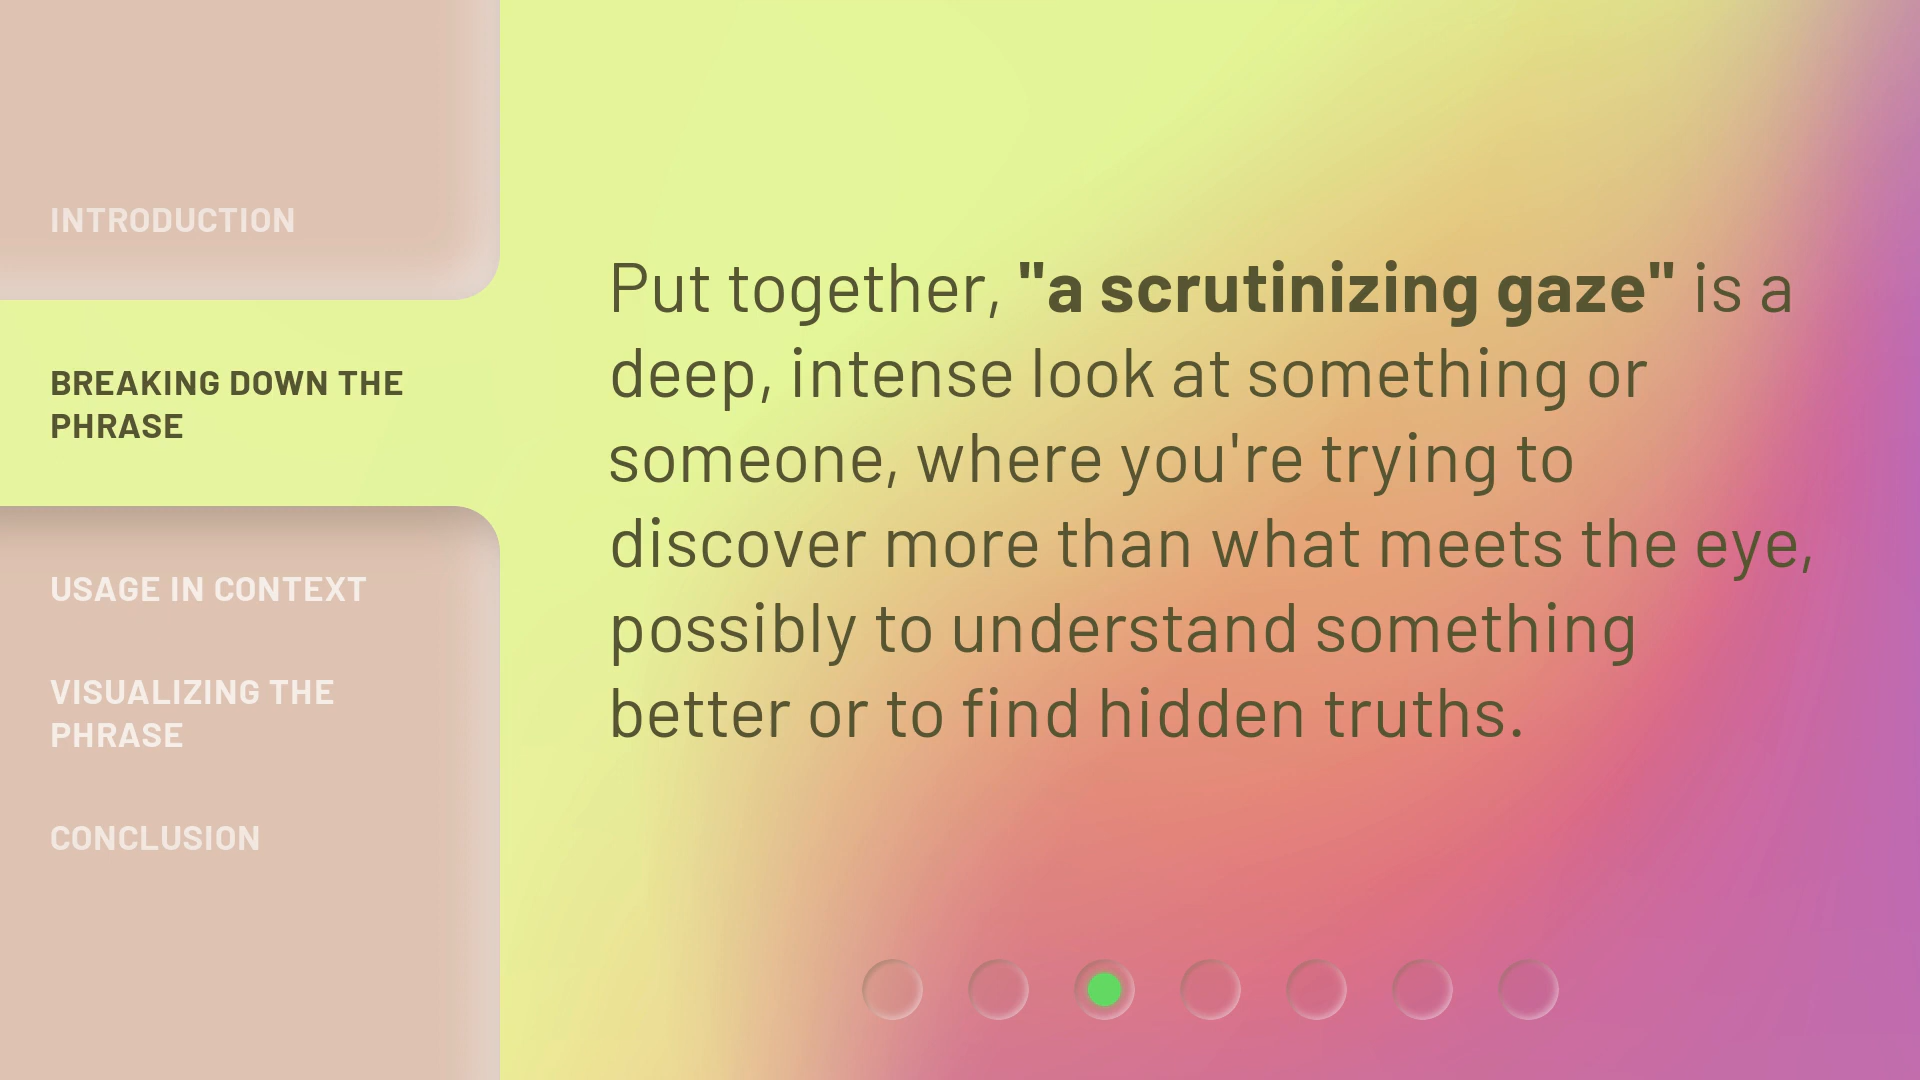 INTRODUCTION
BREAKING DOWN THE
PHRASE
USAGE IN CONTEXT
VISUALIZING THE
PHRASE
CONCLUSION
Put together, "a scrutinizing gaze" is a
deep, intense look at something or
someone, where you're trying to
discover more than what meets the eye,
possibly to understand something
better or to find hidden truths.